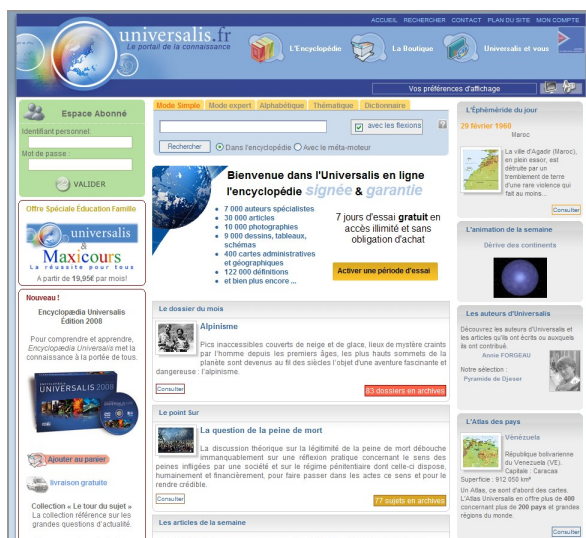 ACCUEIL RECHERCHER CONTACT PLAN DU SITE MON COMPTE
universalis.fr
Le portail de la connaissance
L'Encyclopédie
La Boutique
Universalis et vous
Vos préférences d'affichage
Espace Abonné
Identifiant personnel:
Mot de passe :
VALIDER
Offre Spéciale Éducation Famille
universalis
&
Maxicours
La réussite pour tous
A partir de 19,95€ par mois!
Nouveau !
Encyclopædia Universalis
Édition 2008
Pour comprendre et apprendre,
Encyclopædia Universalis met la
connaissance à la portée de tous.
UNIVERSALIS 2008
Ajouter au panier
livraison gratuite
Collection « Le tour du sujet »
La collection référence sur les
grandes questions d'actualité.
Mode Simple Mode expert Alphabétique Thématique Dictionnaire
avec les flexions
Rechercher Dans l'encyclopédie Avec le méta-moteur
Bienvenue dans l'Universalis en ligne
l'encyclopédie signée & garantie
7 000 auteurs spécialistes
30 000 articles
10 000 photographies
9 000 dessins, tableaux,
schémas
400 cartes administratives
et géographiques
122 000 définitions
et bien plus encore ...
7 jours d'essai gratuit en
accès illimité et sans
obligation d'achat
Activer une période d'essai
Le dossier du mois
Alpinisme
Pics inaccessibles couverts de neige et de glace, lieux de mystère craints
par l'homme depuis les premiers âges, les plus hauts sommets de la
planète sont devenus au fil des siècles l'objet d'une aventure fascinante et
dangereuse : l'alpinisme.
Consulter
83 dossiers en archives
Le point Sur
La question de la peine de mort
La discussion théorique sur la légitimité de la peine de mort débouche
immanquablement sur une réflexion pratique concernant le sens des
peines infligées par une société et sur le régime pénitentiaire dont celle-ci dispose,
humainement et financièrement, pour faire passer dans les actes ce sens et pour le
rendre crédible.
Consulter
77 sujets en archives
Les articles de la semaine
L'Éphéméride du jour
29 février 1960
Maroc
La ville d'Agadir (Maroc),
en plein essor, est
détruite par un
tremblement de terre
d'une rare violence qui
fait au moins...
Consulter
L'animation de la semaine
Dérive des continents
Les auteurs d'Universalis
Découvrez les auteurs d'Universalis et
les articles qu'ils ont écrits ou auxquels
ils ont contribué.
Annie FORGEAU
Notre sélection :
Pyramide de Djeser
L'Atlas des pays
Vénézuela
République bolivarienne
du Venezuela (VE).
Capitale : Caracas
Superficie : 912 050 km²
Un Atlas, ce sont d'abord des cartes.
L'Atlas Universalis en offre plus de 400
concernant plus de 200 pays et grandes
régions du monde.
Consulter